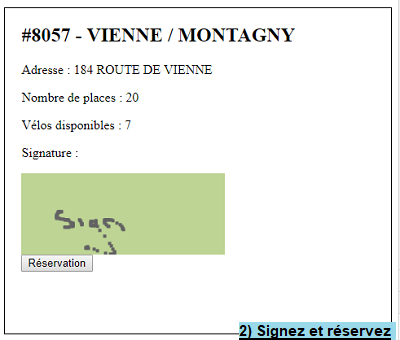 #8057 - VIENNE / MONTAGNY
Adresse : 184 ROUTE DE VIENNE
Nombre de places : 20
Vélos disponibles : 7
Signature :
Sign
Réservation
2) Signez et réservez